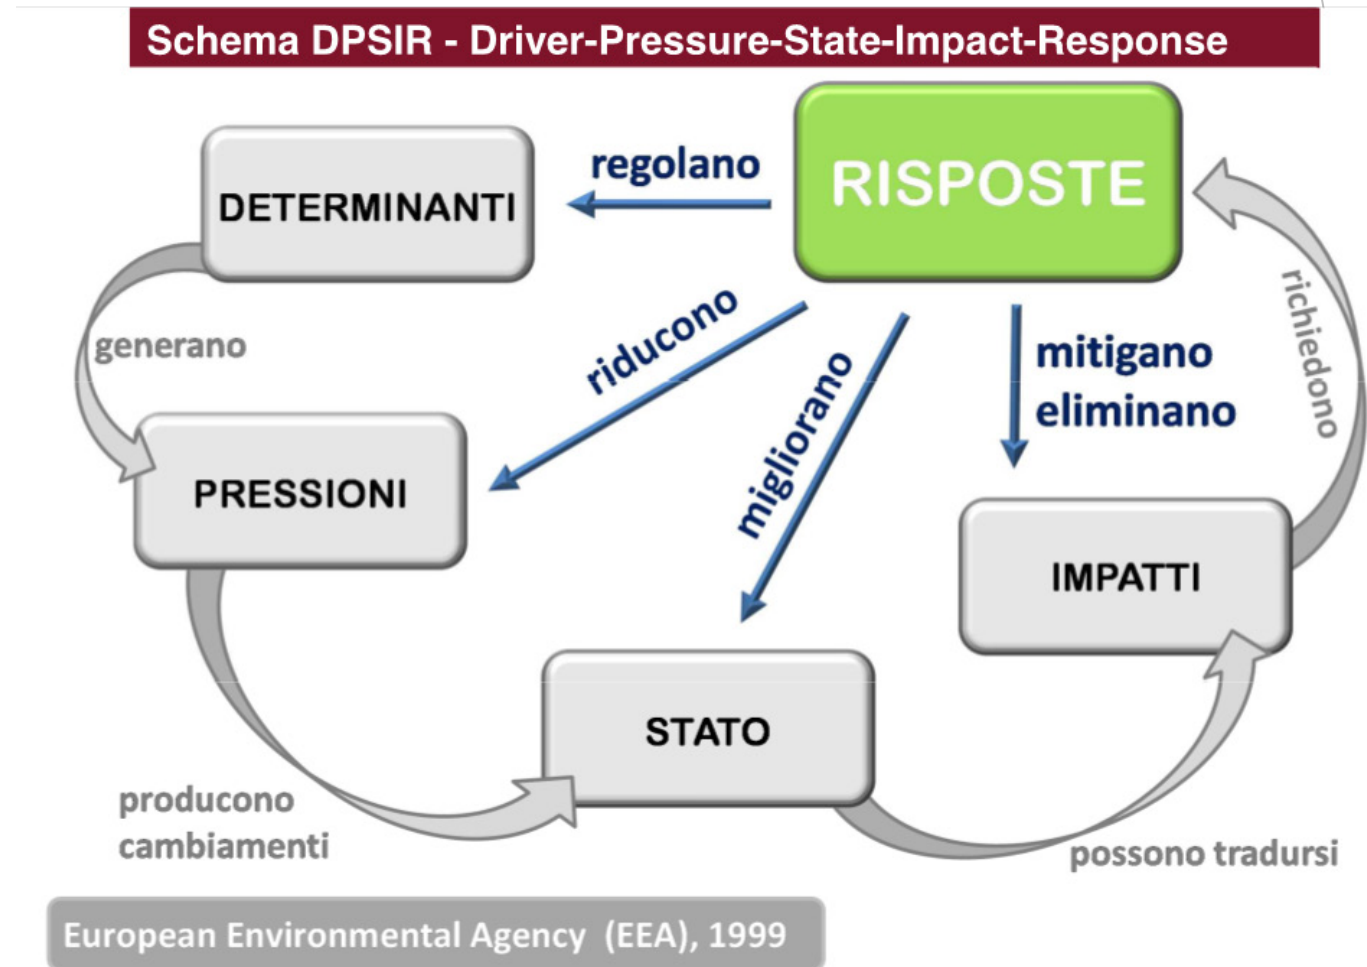 Schema DPSIR - Driver-Pressure-State-Impact-Response
DETERMINANTI
regolano
RISPOSTE
generano
riducono
migliorano
mitigano
eliminano
richiedono
PRESSIONI
IMPATTI
STATO
producono
cambiamenti
possono tradursi
European Environmental Agency (EEA), 1999